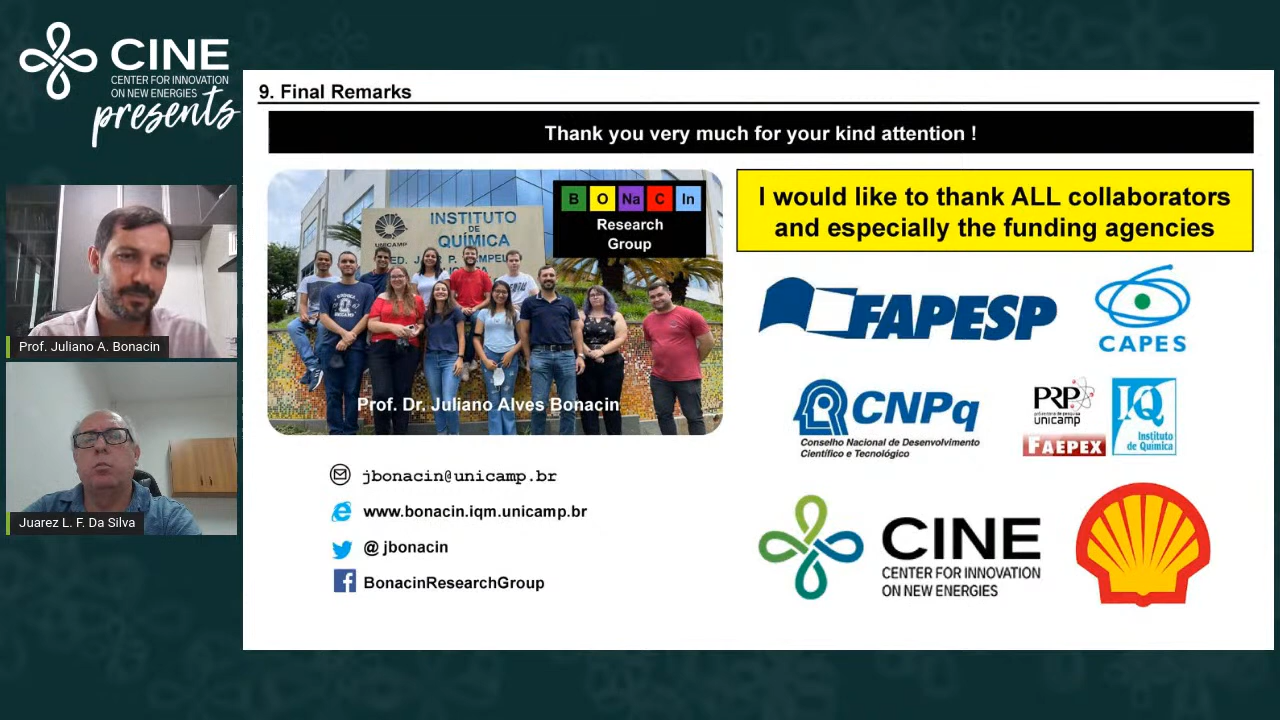 CINE
CENTER FOR INNOVATION
ON NEW ENERGIES
presents
Prof. Juliano A. Bonacin
Juarez L. F. Da Silva
9. Final Remarks
Thank you very much for your kind attention !
INSTITUTO
DE
QUÍMICA
UNICAMP
B O Na C In
Research
Group
Prof. Dr. Juliano Alves Bonacin
jbonacin@unicamp.br
www.bonacin.iqm.unicamp.br
@ jbonacin
BonacinResearchGroup
I would like to thank ALL collaborators
and especially the funding agencies
FAPESP
CAPES
CNPq
Conselho Nacional de Desenvolvimento
Científico e Tecnológico
PRP
unicamp
FAEPEX
IQ
Instituto
de Química
CINE
CENTER FOR INNOVATION
ON NEW ENERGIES